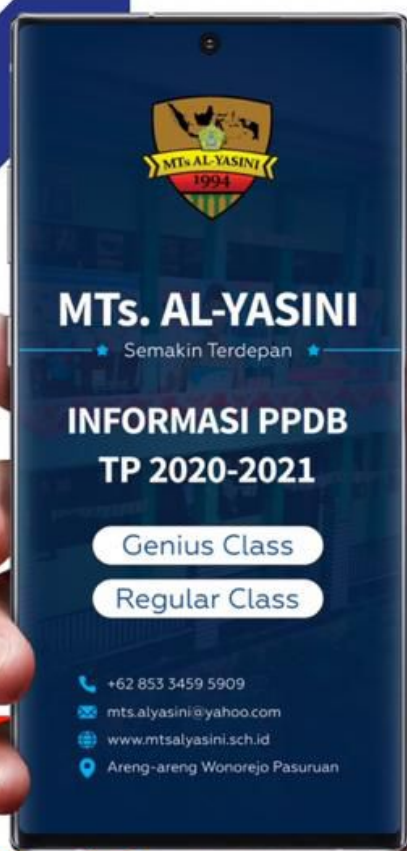 MTs AL-YASINI
1994
MTs. AL-YASINI
Semakin Terdepan
INFORMASI PPDB
TP 2020-2021
Genius Class
Regular Class
+62 853 3459 5909
mts.alyasini@yahoo.com
www.mtsalyasini.sch.id
Areng-areng Wonorejo Pasuruan